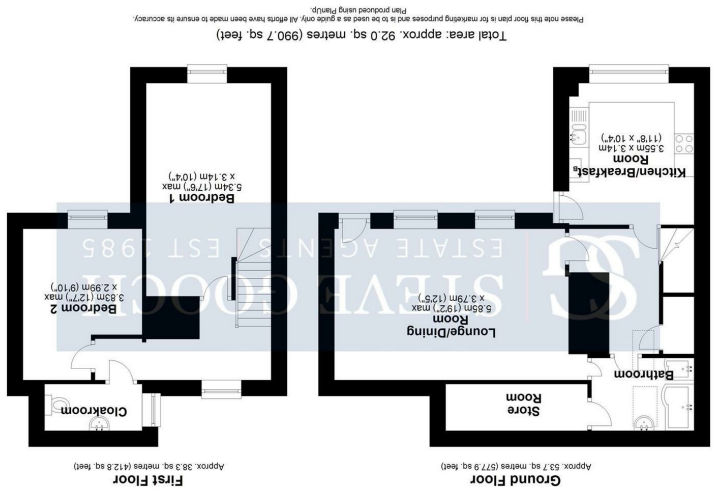 Ground Floor
Approx. 53.7 sq. metres (577.9 sq. feet)
Bathroom
Store
Room
Lounge/Dining
Room
5.85m (19'2") max
x 3.79m (12'5")
Kitchen/Breakfast
Room
3.55m x 3.14m
(11'8" x 10'4")
First Floor
Approx. 38.3 sq. metres (412.8 sq. feet)
Cloakroom
Bedroom 2
3.83m (12'7") max
x 2.99m (9'10")
Bedroom 1
5.34m (17'6") max
x 3.14m (10'4")
SG
STEVE GOOCH
ESTATE AGENTS | EST 1985
Total area: approx. 92.0 sq. metres (990.7 sq. feet)
Please note this floor plan is for marketing purposes and is to be used as a guide only. All efforts have been made to ensure its accuracy.
Plan produced using PlanUp.